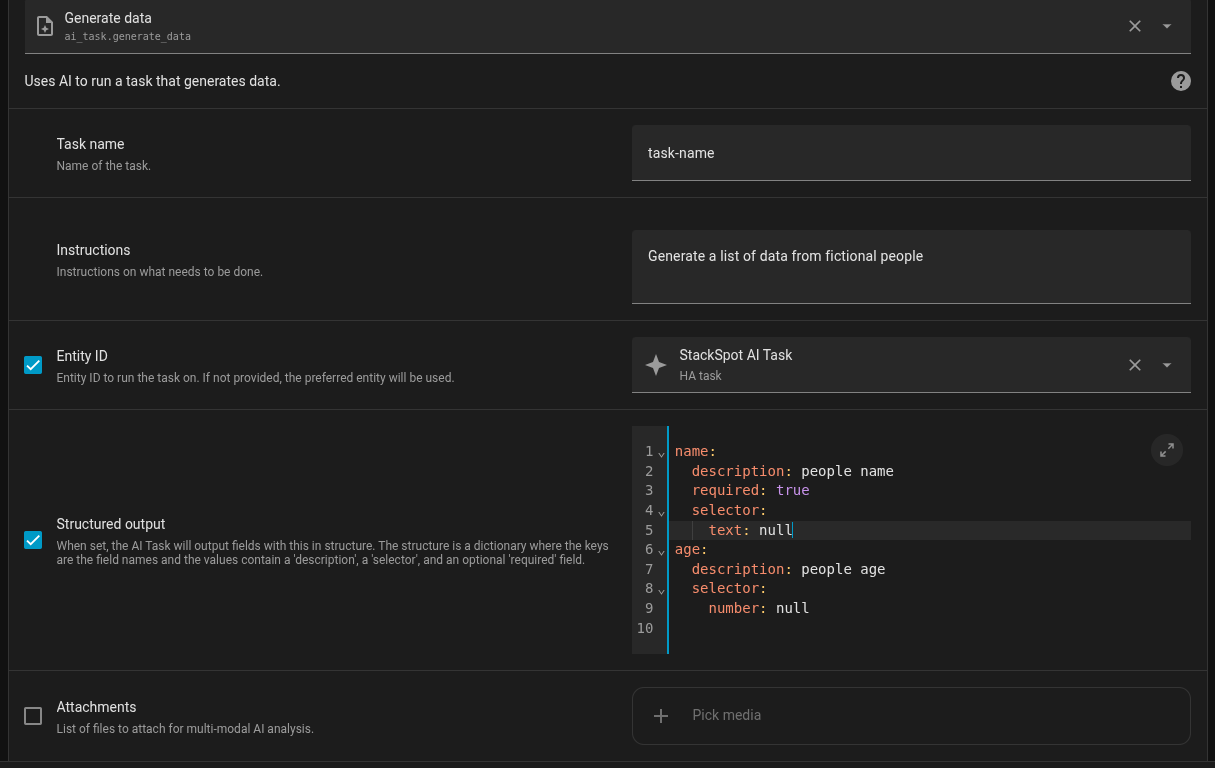 Generate data
ai_task.generate_data
Uses AI to run a task that generates data.
Task name
Name of the task.
task-name
Instructions
Instructions on what needs to be done.
Generate a list of data from fictional people
Entity ID
Entity ID to run the task on. If not provided, the preferred entity will be used.
StackSpot AI Task
HA task
Structured output
When set, the AI Task will output fields with this in structure. The structure is a dictionary where the keys
are the field names and the values contain a 'description', a 'selector', and an optional 'required' field.
1 name:
2   description: people name
3   required: true
4   selector:
5     text: null
6 age:
7   description: people age
8   selector:
9     number: null
10
Attachments
List of files to attach for multi-modal AI analysis.
Pick media